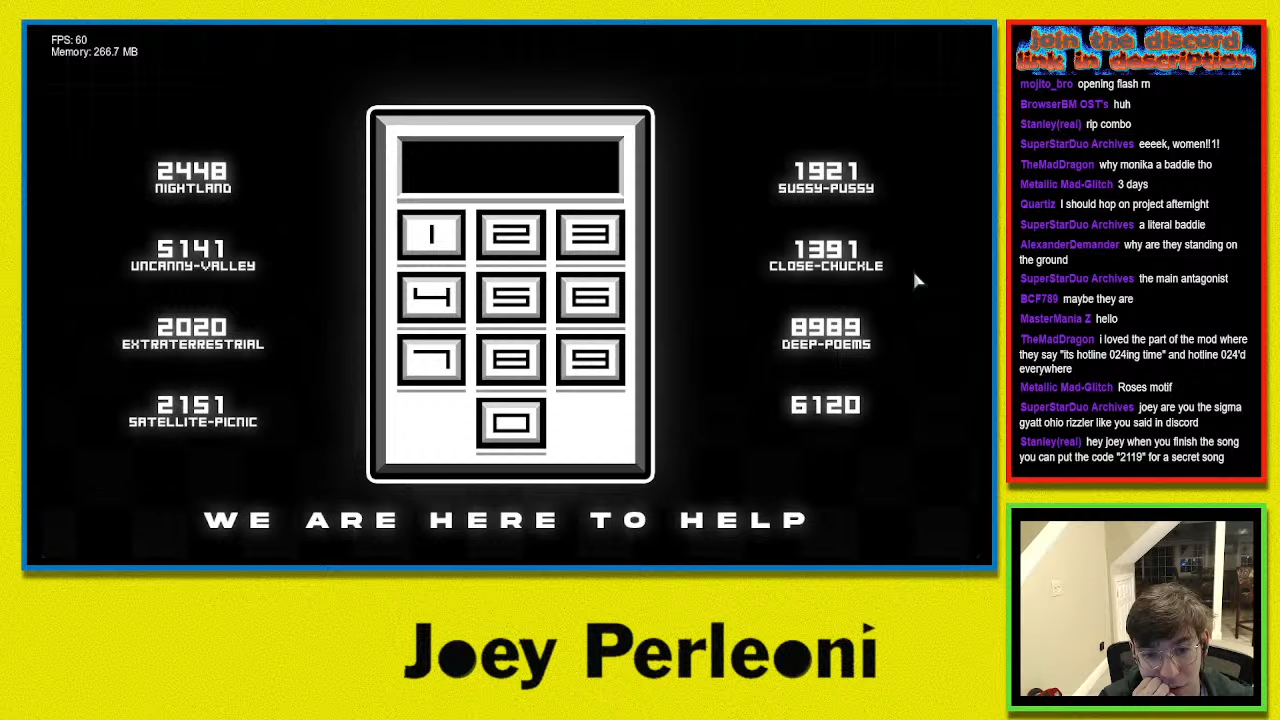 FPS: 60
Memory: 266.7 MB
2448
NIGHTLAND
5141
UNCANNY-VALLEY
2020
EXTRATERRESTRIAL
2151
SATELLITE-PICNIC
1 2 3
4 5 6
7 8 9
0
1921
SUSSY-PUSSY
1391
CLOSE-CHUCKLE
8989
DEEP-POEMS
6120
WE ARE HERE TO HELP
Joey Perleoni
join the discord
link in description
mojito_bro opening flash rn
BrowserBM OST's huh
Stanley(real) rip combo
SuperStarDuo Archives eeeek, women!!1!
TheMadDragon why monika a baddie tho
Metallic Mad-Glitch 3 days
Quartiz I should hop on project afternight
SuperStarDuo Archives a literal baddie
AlexanderDemander why are they standing on
the ground
SuperStarDuo Archives the main antagonist
BCF789 maybe they are
MasterMania Z hello
TheMadDragon i loved the part of the mod where
they say "its hotline 024ing time" and hotline 024'd
everywhere
Metallic Mad-Glitch Roses motif
SuperStarDuo Archives joey are you the sigma
gyatt ohio rizzler like you said in discord
Stanley(real) hey joey when you finish the song
you can put the code "2119" for a secret song